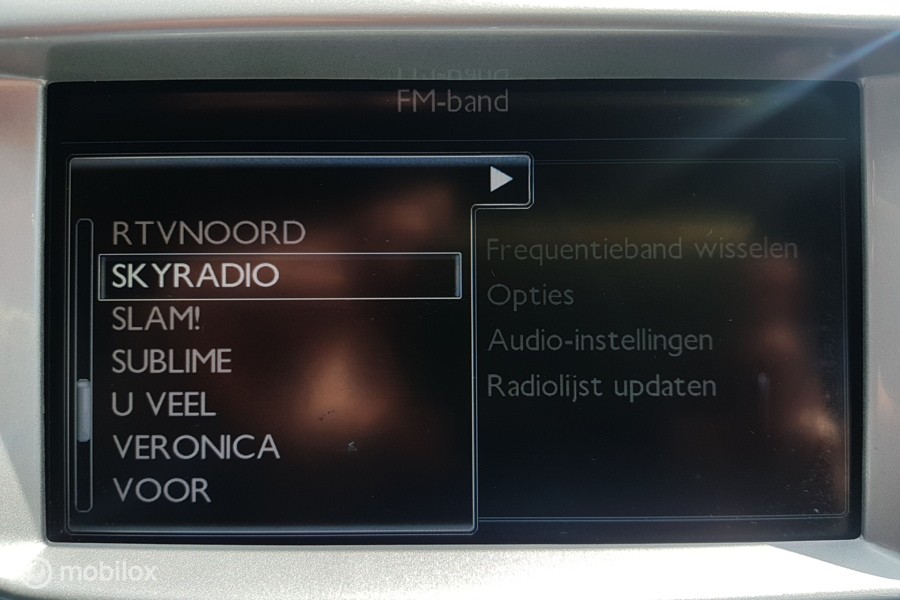 FM-band
RTVNOORD
SKYRADIO
SLAM!
SUBLIME
U VEEL
VERONICA
VOOR
Frequentieband wisselen
Opties
Audio-instellingen
Radiolijst updaten
mobilox